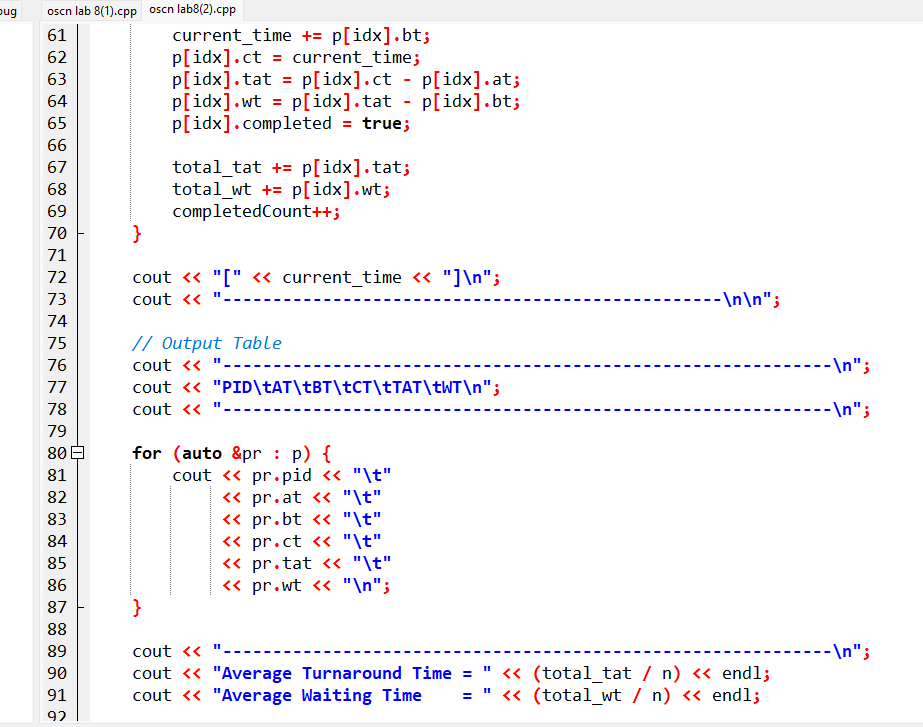 bug oscn lab 8(1).cpp oscn lab8(2).cpp
61 current_time += p[idx].bt;
62 p[idx].ct = current_time;
63 p[idx].tat = p[idx].ct - p[idx].at;
64 p[idx].wt = p[idx].tat - p[idx].bt;
65 p[idx].completed = true;
66
67 total_tat += p[idx].tat;
68 total_wt += p[idx].wt;
69 completedCount++;
70 }
71
72 cout << "[" << current_time << "]\n";
73 cout << "--------------------------------------------------\n\n";
74
75 // Output Table
76 cout << "-------------------------------------------------------------\n";
77 cout << "PID\tAT\tBT\tCT\tTAT\tWT\n";
78 cout << "-------------------------------------------------------------\n";
79
80 for (auto &pr : p) {
81 cout << pr.pid << "\t"
82 << pr.at << "\t"
83 << pr.bt << "\t"
84 << pr.ct << "\t"
85 << pr.tat << "\t"
86 << pr.wt << "\n";
87 }
88
89 cout << "-------------------------------------------------------------\n";
90 cout << "Average Turnaround Time = " << (total_tat / n) << endl;
91 cout << "Average Waiting Time    = " << (total_wt / n) << endl;
92